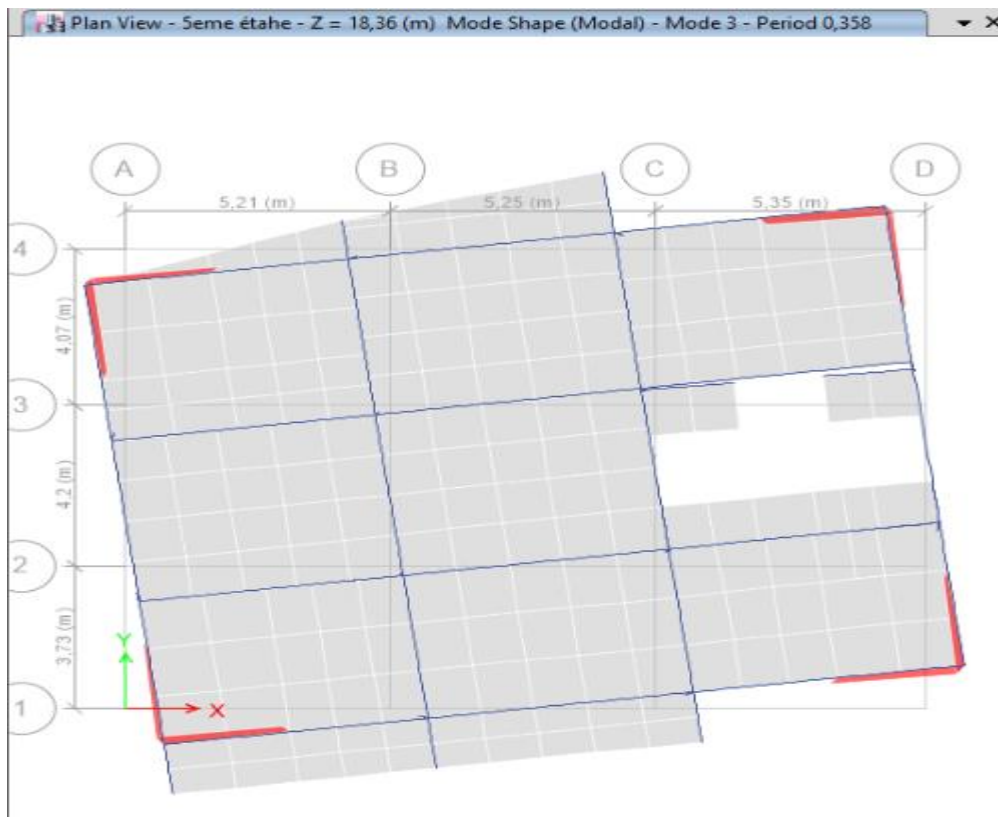 Plan View - 5eme étahe - Z = 18,36 (m) Mode Shape (Modal) - Mode 3 - Period 0,358
A B C D
5,21 (m) 5,25 (m) 5,35 (m)
4
4,07 (m)
3
4,2 (m)
2
3,73 (m)
Y
1
X